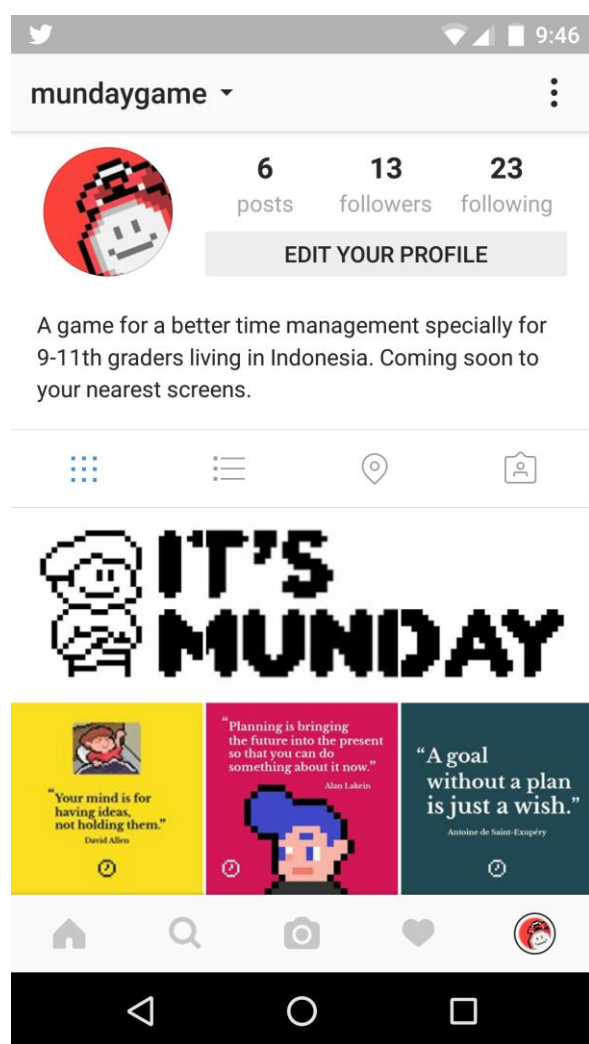 9:46
mundaygame
6 13 23
posts followers following
EDIT YOUR PROFILE
A game for a better time management specially for
9-11th graders living in Indonesia. Coming soon to
your nearest screens.
IT'S
MUNDAY
“Your mind is for
having ideas,
not holding them.”
David Allen
“Planning is bringing
the future into the present
so that you can do
something about it now.”
Alan Lakein
“A goal
without a plan
is just a wish.”
Antoine de Saint-Exupéry